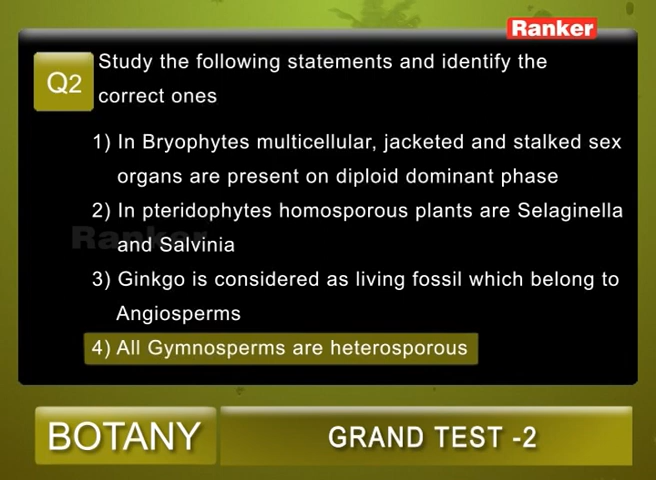 Ranker
Q2
Study the following statements and identify the
correct ones
1) In Bryophytes multicellular, jacketed and stalked sex
organs are present on diploid dominant phase
2) In pteridophytes homosporous plants are Selaginella
Ranker
and Salvinia
3) Ginkgo is considered as living fossil which belong to
Angiosperms
4) All Gymnosperms are heterosporous
BOTANY
GRAND TEST -2